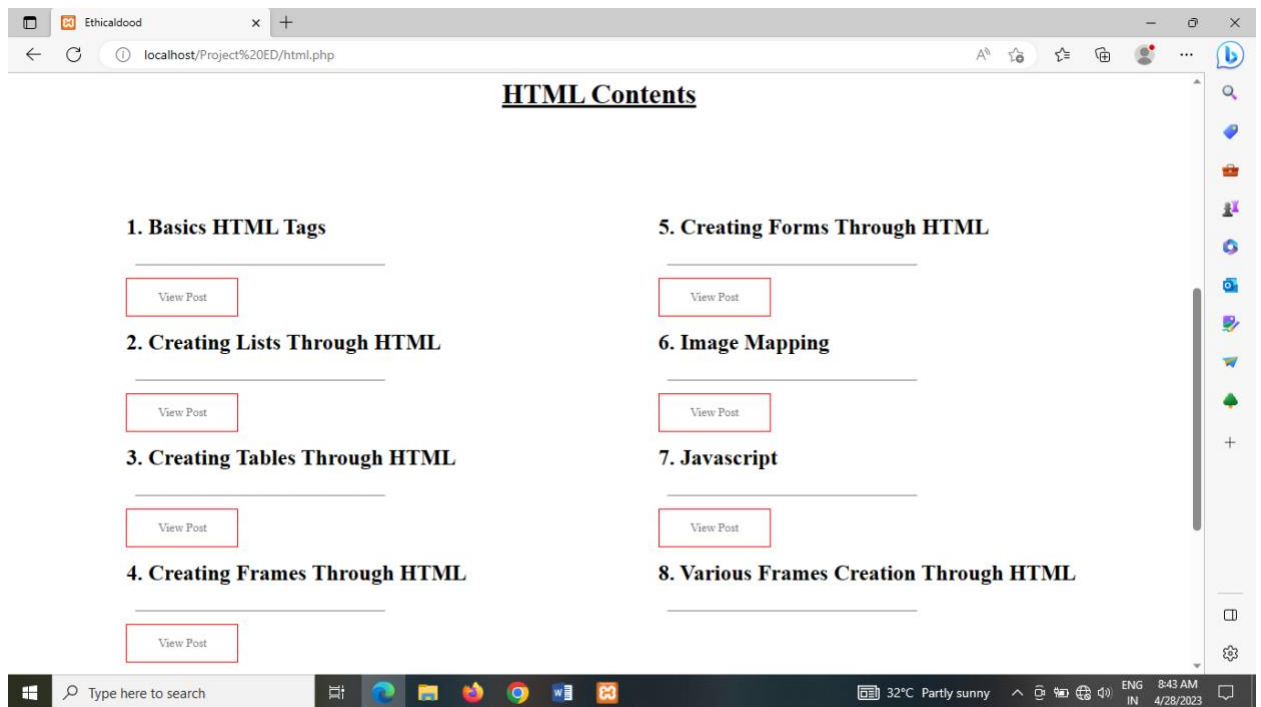 Ethicaldood
localhost/Project%20ED/html.php
HTML Contents
1. Basics HTML Tags
View Post
2. Creating Lists Through HTML
View Post
3. Creating Tables Through HTML
View Post
4. Creating Frames Through HTML
View Post
5. Creating Forms Through HTML
View Post
6. Image Mapping
View Post
7. Javascript
View Post
8. Various Frames Creation Through HTML
Type here to search
32°C Partly sunny
ENG
IN
8:43 AM
4/28/2023